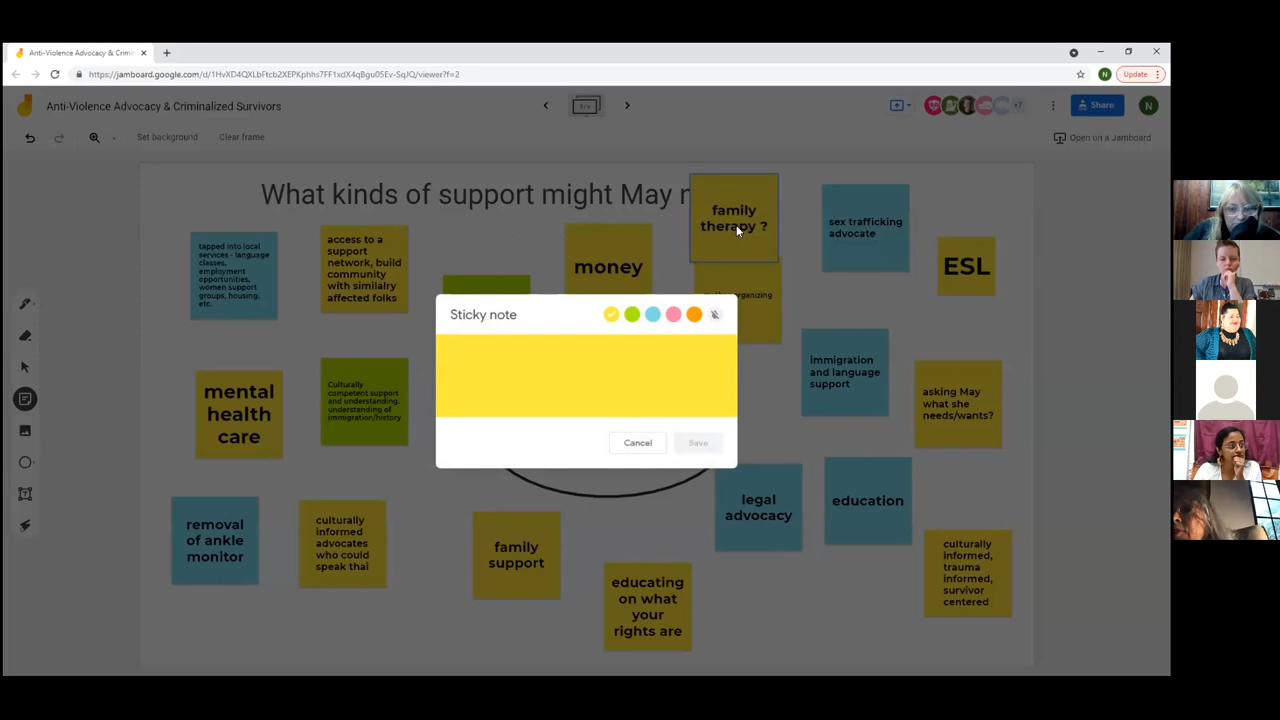 Anti-Violence Advocacy & Crimi
https://jamboard.google.com/d/1HvXD4QXLbFtcb2XEPKphhs7FF1xdX4qBgu05Ev-SqJQ/viewer?f=2
N
Update
Anti-Violence Advocacy & Criminalized Survivors
+7
Share
N
Set background
Clear frame
Open on a Jamboard
What kinds of support might May n
family
therapy ?
sex trafficking
advocate
tapped into local
services - language
classes,
employment
opportunities,
women support
groups, housing,
etc.
access to a
support
network, build
community
with similalry
affected folks
money
ESL
organizing
Sticky note
mental
health
care
Culturally
competent support
and understanding.
understanding of
immigration/history
immigration
and language
support
asking May
what she
needs/wants?
Cancel
Save
removal
of ankle
monitor
culturally
informed
advocates
who could
speak thai
family
support
legal
advocacy
education
educating
on what
your
rights are
culturally
informed,
trauma
informed,
survivor
centered